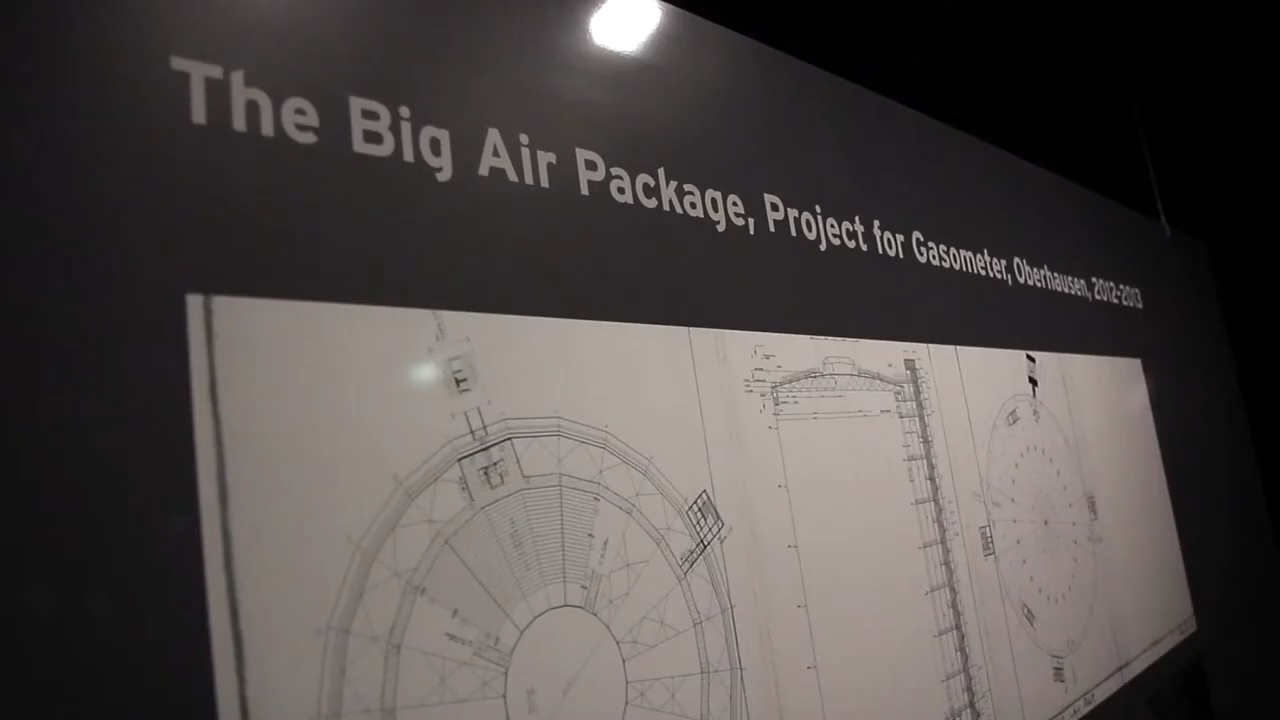 The Big Air Package, Project for Gasometer, Oberhausen, 2012-2013